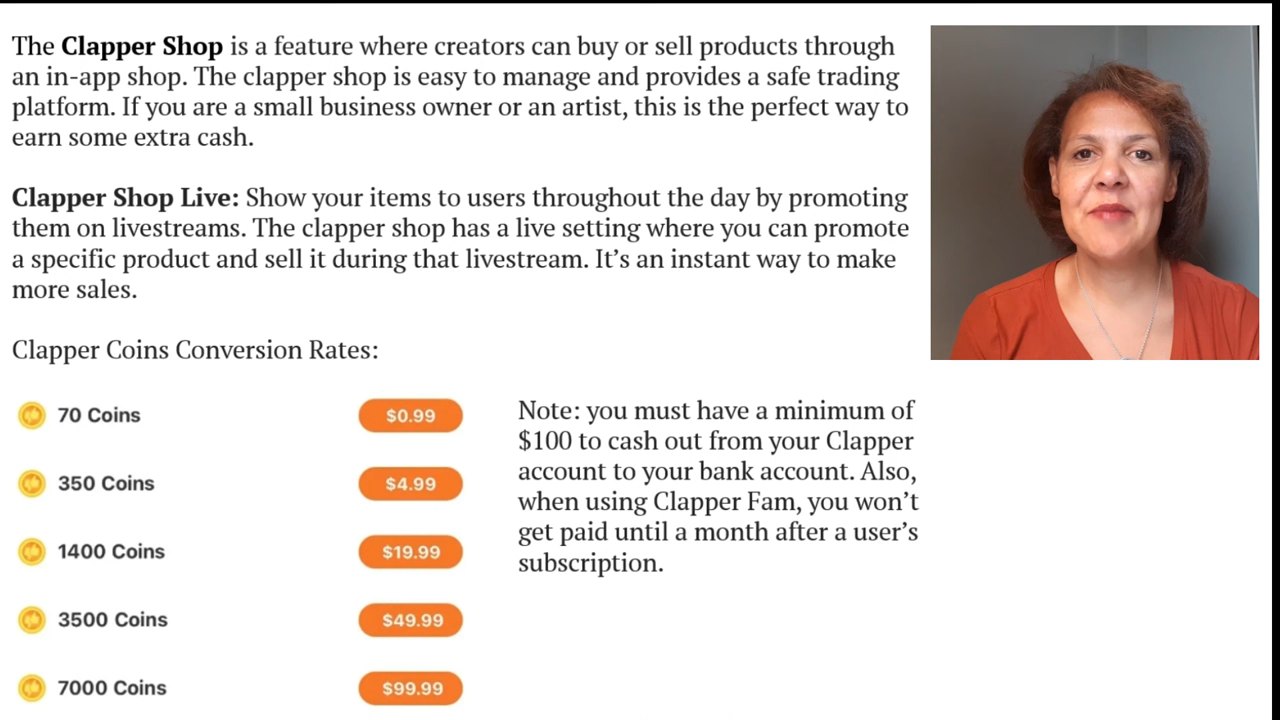 The Clapper Shop is a feature where creators can buy or sell products through
an in-app shop. The clapper shop is easy to manage and provides a safe trading
platform. If you are a small business owner or an artist, this is the perfect way to
earn some extra cash.
Clapper Shop Live: Show your items to users throughout the day by promoting
them on livestreams. The clapper shop has a live setting where you can promote
a specific product and sell it during that livestream. It’s an instant way to make
more sales.
Clapper Coins Conversion Rates:
70 Coins $0.99
350 Coins $4.99
1400 Coins $19.99
3500 Coins $49.99
7000 Coins $99.99
Note: you must have a minimum of
$100 to cash out from your Clapper
account to your bank account. Also,
when using Clapper Fam, you won’t
get paid until a month after a user’s
subscription.